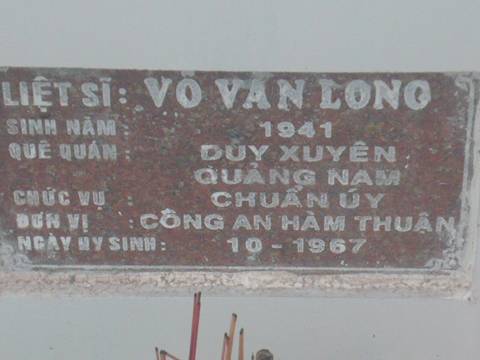 LIỆT SĨ: VÕ VĂN LONG
SINH NĂM: 1941
QUÊ QUÁN: DUY XUYÊN
QUẢNG NAM
CHỨC VỤ : CHUẨN ÚY
ĐƠN VỊ : CÔNG AN HÀM THUẬN
NGÀY HY SINH: 10-1967